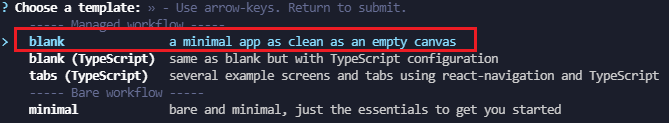 ? Choose a template: » - Use arrow-keys. Return to submit.
----- Managed workflow -----
> blank a minimal app as clean as an empty canvas
blank (TypeScript) same as blank but with TypeScript configuration
tabs (TypeScript) several example screens and tabs using react-navigation and TypeScript
----- Bare workflow -----
minimal bare and minimal, just the essentials to get you started